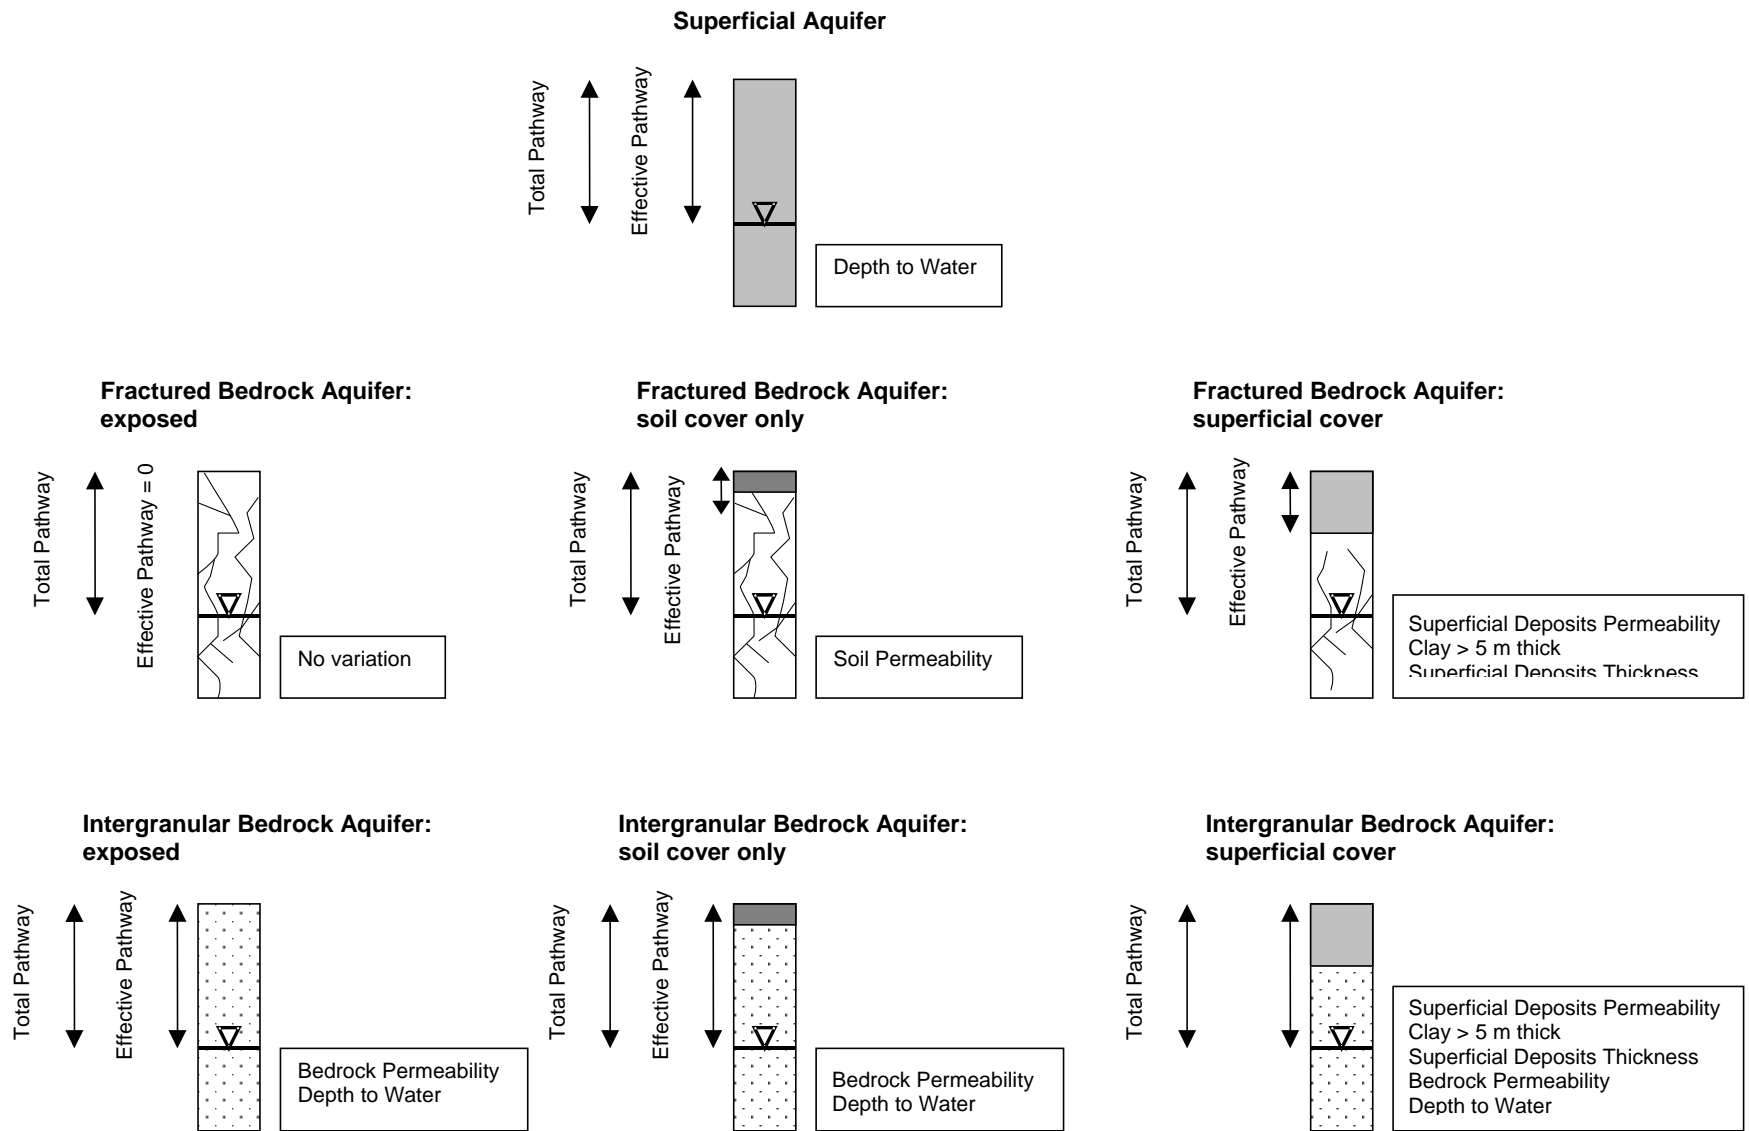 Superficial Aquifer
Total Pathway
Effective Pathway
Depth to Water
Fractured Bedrock Aquifer:
exposed
Total Pathway
Effective Pathway = 0
No variation
Fractured Bedrock Aquifer:
soil cover only
Total Pathway
Effective Pathway
Soil Permeability
Fractured Bedrock Aquifer:
superficial cover
Total Pathway
Effective Pathway
Superficial Deposits Permeability
Clay > 5 m thick
Superficial Deposits Thickness
Intergranular Bedrock Aquifer:
exposed
Total Pathway
Effective Pathway
Bedrock Permeability
Depth to Water
Intergranular Bedrock Aquifer:
soil cover only
Total Pathway
Effective Pathway
Bedrock Permeability
Depth to Water
Intergranular Bedrock Aquifer:
superficial cover
Total Pathway
Effective Pathway
Superficial Deposits Permeability
Clay > 5 m thick
Superficial Deposits Thickness
Bedrock Permeability
Depth to Water